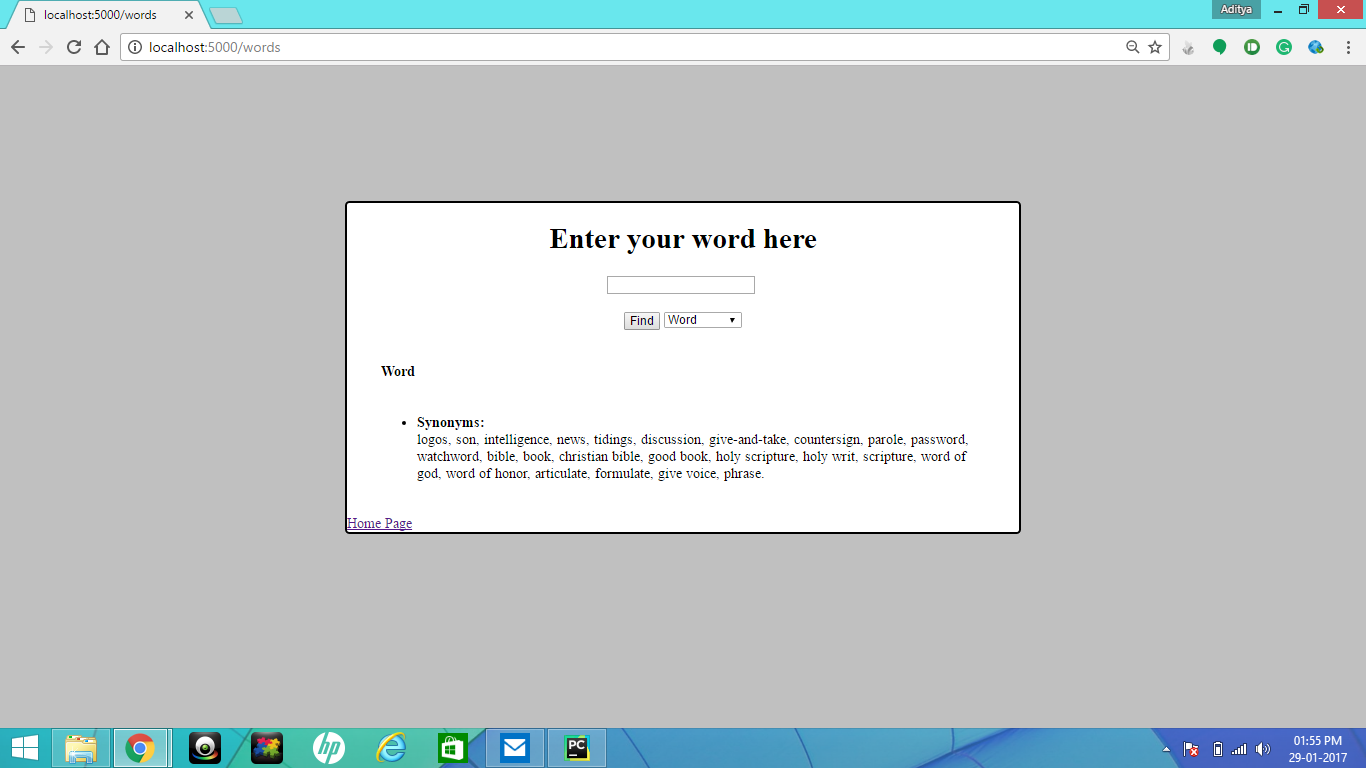 localhost:5000/words
Aditya
localhost:5000/words
Enter your word here
Find Word
Word
Synonyms:
logos, son, intelligence, news, tidings, discussion, give-and-take, countersign, parole, password,
watchword, bible, book, christian bible, good book, holy scripture, holy writ, scripture, word of
god, word of honor, articulate, formulate, give voice, phrase.
Home Page
hp
PC
01:55 PM
29-01-2017